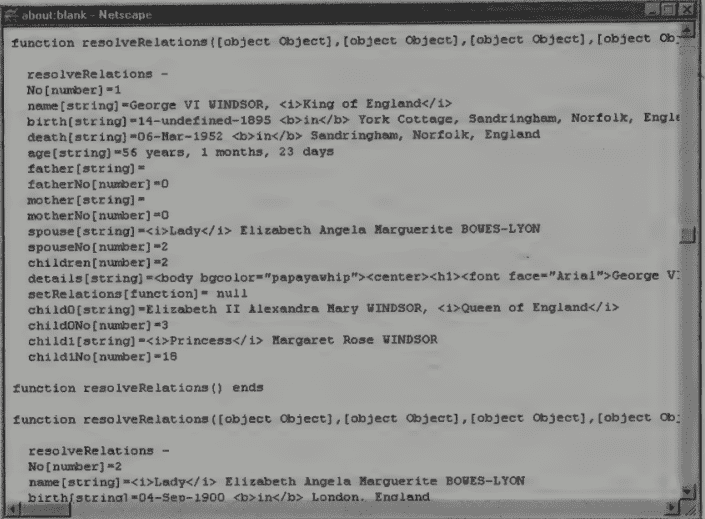 about:blank - Netscape
function resolveRelations([object Object],[object Object],[object Object],[object Obj
resolveRelations -
No[number]=1
name[string]=George VI WINDSOR, <i>King of England</i>
birth[string]=14-undefined-1895 <b>in</b> York Cottage, Sandringham, Norfolk, Engla
death[string]=06-Mar-1952 <b>in</b> Sandringham, Norfolk, England
age[string]=56 years, 1 months, 23 days
father[string]=
fatherNo[number]=0
mother[string]=
motherNo[number]=0
spouse[string]=<i>Lady</i> Elizabeth Angela Marguerite BOWES-LYON
spouseNo[number]=2
children[number]=2
details[string]=<body bgcolor="papayawhip"><center><h1><font face="Arial">George VI
setRelations[function]= null
child0[string]=Elizabeth II Alexandra Mary WINDSOR, <i>Queen of England</i>
child0No[number]=3
child1[string]=<i>Princess</i> Margaret Rose WINDSOR
child1No[number]=16
function resolveRelations() ends
function resolveRelations([object Object],[object Object],[object Object],[object Obj
resolveRelations -
No[number]=2
name[string]=<i>Lady</i> Elizabeth Angela Marguerite BOWES-LYON
birth[string]=04-Sep-1900 <b>in</b> London, England